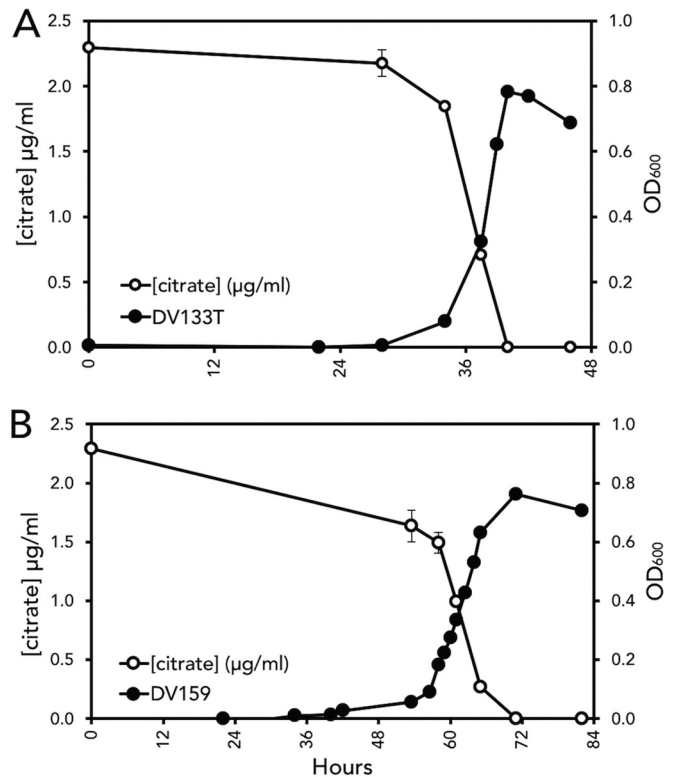 A
2.5
2.0
1.5
1.0
0.5
0.0
[citrate] µg/ml
1.0
0.8
0.6
0.4
0.2
0.0
OD600
[citrate] (µg/ml)
DV133T
0 12 24 36 48
B
2.5
2.0
1.5
1.0
0.5
0.0
[citrate] µg/ml
1.0
0.8
0.6
0.4
0.2
0.0
OD600
[citrate] (µg/ml)
DV159
0 12 24 36 48 60 72 84
Hours